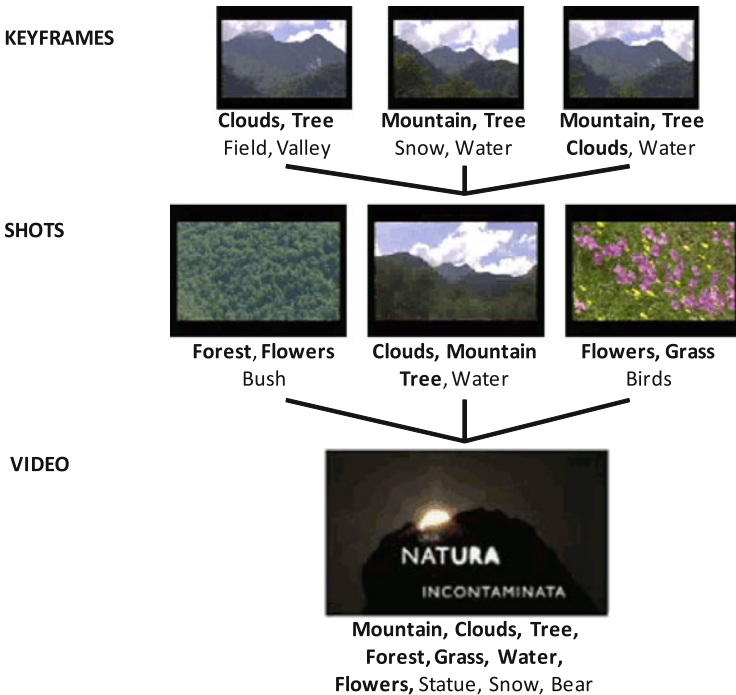 KEYFRAMES
Clouds, Tree
Field, Valley
Mountain, Tree
Snow, Water
Mountain, Tree
Clouds, Water
SHOTS
Forest, Flowers
Bush
Clouds, Mountain
Tree, Water
Flowers, Grass
Birds
VIDEO
NATURA
INCONTAMINATA
Mountain, Clouds, Tree,
Forest, Grass, Water,
Flowers, Statue, Snow, Bear